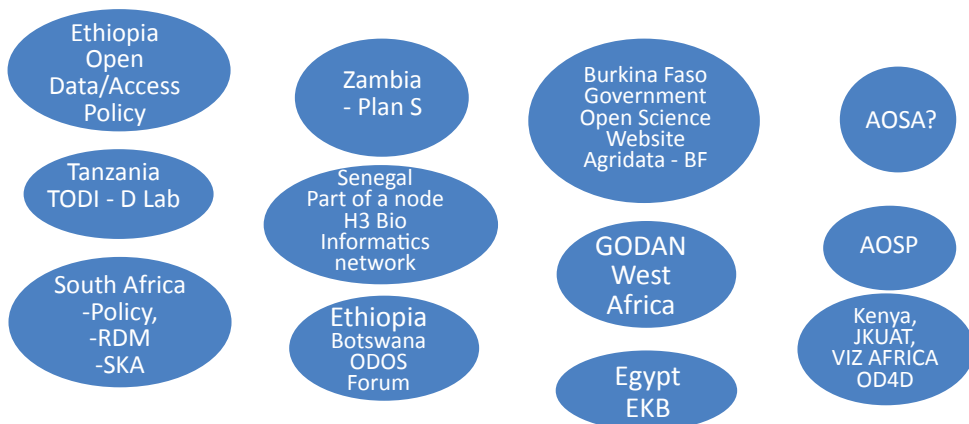 Ethiopia
Open
Data/Access
Policy
Tanzania
TODI - D Lab
South Africa
-Policy,
-RDM
-SKA
Zambia
- Plan S
Senegal
Part of a node
H3 Bio
Informatics
network
Ethiopia
Botswana
ODOS
Forum
Burkina Faso
Government
Open Science
Website
Agridata - BF
GODAN
West
Africa
Egypt
EKB
AOSA?
AOSP
Kenya,
JKUAT,
VIZ AFRICA
OD4D